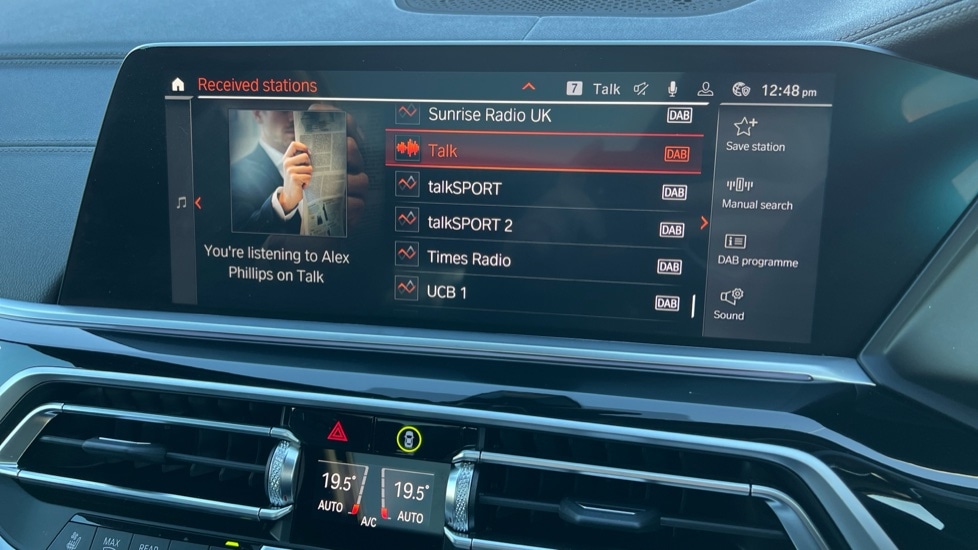 Received stations
7 Talk 12:48 pm
Sunrise Radio UK DAB
Talk DAB
talkSPORT DAB
talkSPORT 2 DAB
Times Radio DAB
UCB 1 DAB
You're listening to Alex
Phillips on Talk
Save station
Manual search
DAB programme
Sound
19.5° 19.5°
AUTO A/C AUTO
MAX
REAR